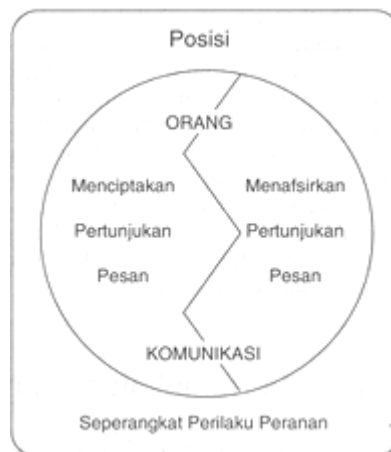 Posisi
ORANG
Menciptakan
Menafsirkan
Pertunjukan
Pertunjukan
Pesan
Pesan
KOMUNIKASI
Seperangkat Perilaku Peranan